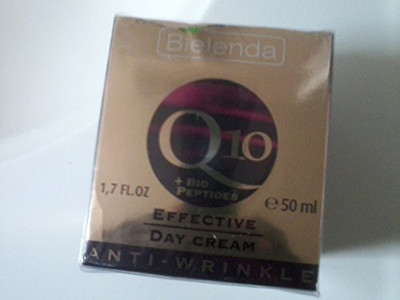 Bielenda
Q10
+ BIO
PEPTIDES
1,7 FL.OZ
℮ 50 ml
EFFECTIVE
DAY CREAM
ANTI-WRINKLE